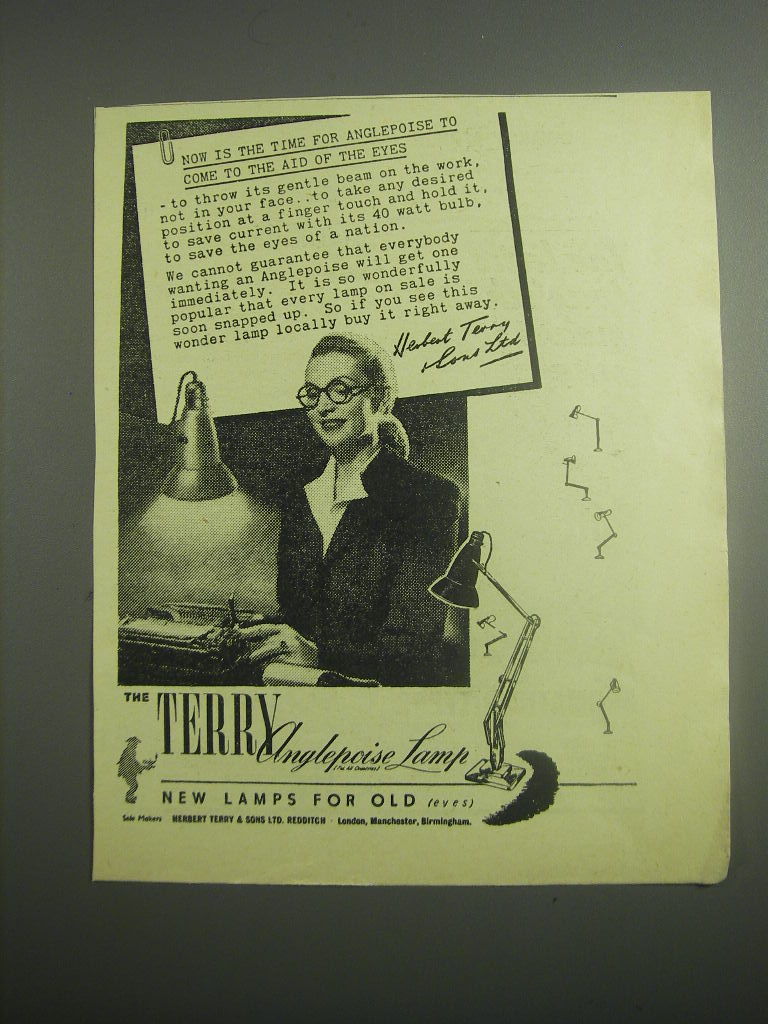 NOW IS THE TIME FOR ANGLEPOISE TO
COME TO THE AID OF THE EYES
- to throw its gentle beam on the work,
not in your face..to take any desired
position at a finger touch and hold it,
to save current with its 40 watt bulb,
to save the eyes of a nation.
We cannot guarantee that everybody
wanting an Anglepoise will get one
immediately. It is so wonderfully
popular that every lamp on sale is
soon snapped up. So if you see this
wonder lamp locally buy it right away.
Herbert Terry
& Sons Ltd
THE TERRY
Anglepoise Lamp
(Pat. All Countries)
NEW LAMPS FOR OLD (eyes)
Sole Makers HERBERT TERRY & SONS LTD. REDDITCH · London, Manchester, Birmingham.